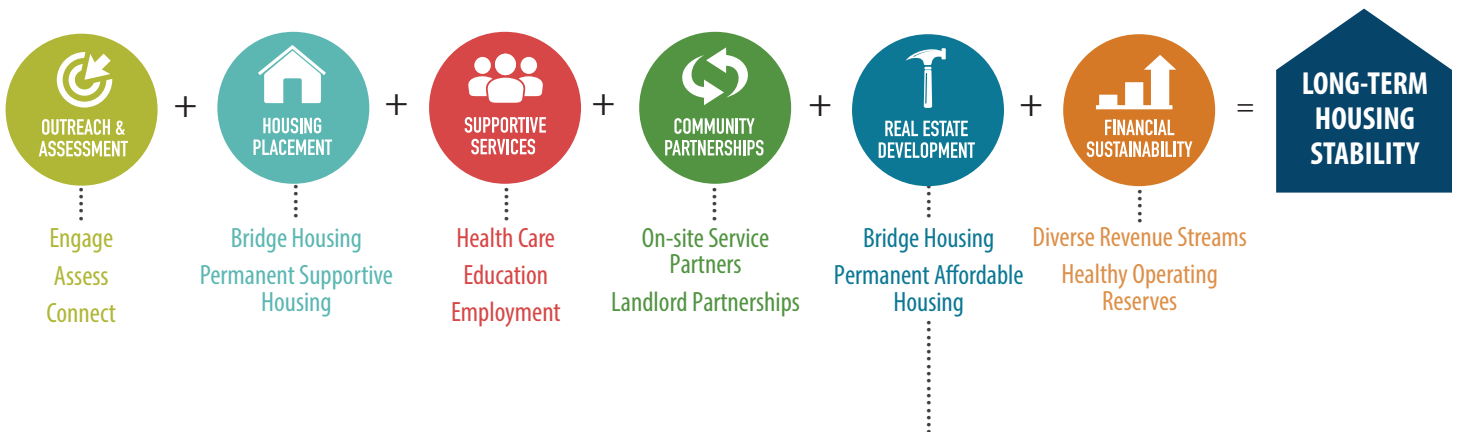 OUTREACH &
ASSESSMENT
+
HOUSING
PLACEMENT
+
SUPPORTIVE
SERVICES
+
COMMUNITY
PARTNERSHIPS
+
REAL ESTATE
DEVELOPMENT
+
FINANCIAL
SUSTAINABILITY
=
LONG-TERM
HOUSING
STABILITY
Engage
Assess
Connect
Bridge Housing
Permanent Supportive
Housing
Health Care
Education
Employment
On-site Service
Partners
Landlord Partnerships
Bridge Housing
Permanent Affordable
Housing
Diverse Revenue Streams
Healthy Operating
Reserves